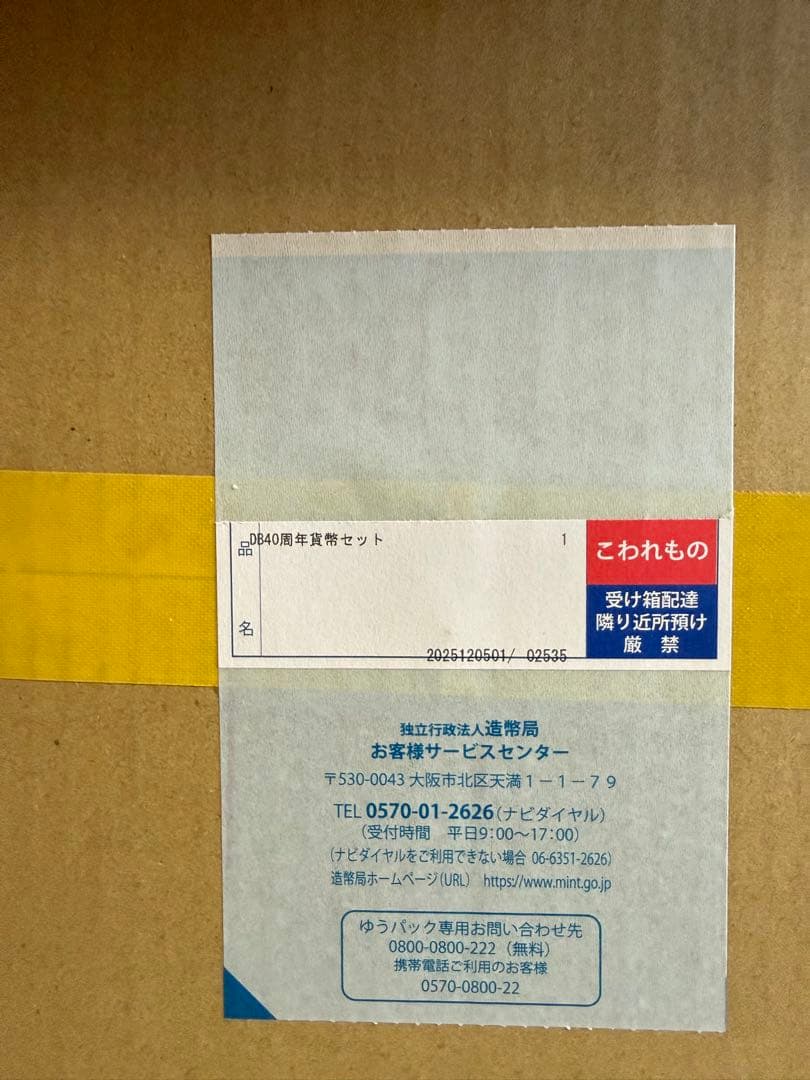 品名
DB40周年貨幣セット 1
2025120501/ 02535
こわれもの
受け箱配達
隣り近所預け
厳 禁
独立行政法人造幣局
お客様サービスセンター
〒530-0043 大阪市北区天満1-1-79
TEL 0570-01-2626(ナビダイヤル)
(受付時間 平日9:00〜17:00)
(ナビダイヤルをご利用できない場合 06-6351-2626)
造幣局ホームページ(URL) https://www.mint.go.jp
ゆうパック専用お問い合わせ先
0800-0800-222(無料)
携帯電話ご利用のお客様
0570-0800-22